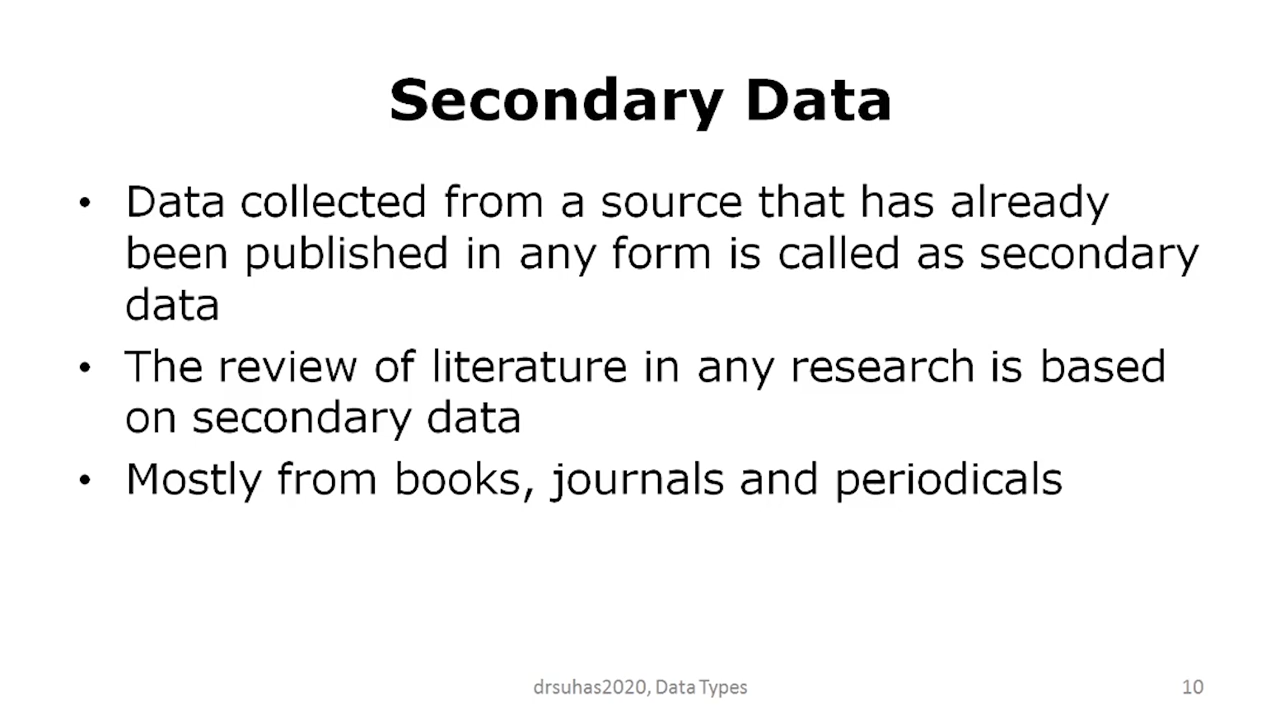 Secondary Data
• Data collected from a source that has already
been published in any form is called as secondary
data
• The review of literature in any research is based
on secondary data
• Mostly from books, journals and periodicals
drsuhas2020, Data Types
10